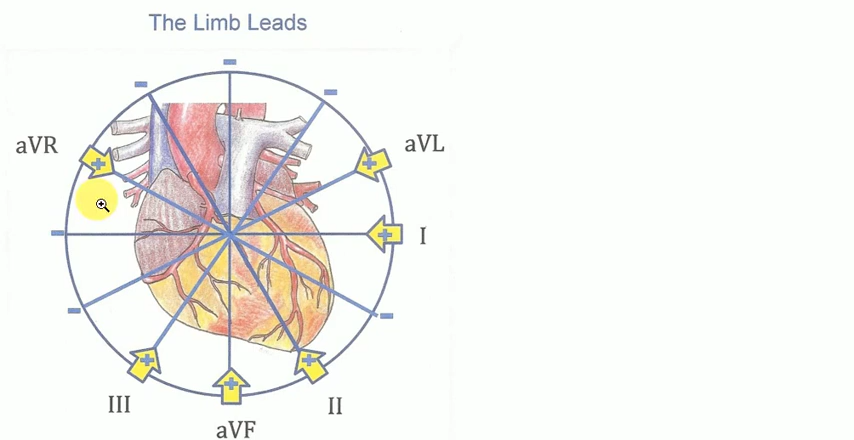 The Limb Leads
aVR
aVL
I
III
II
aVF